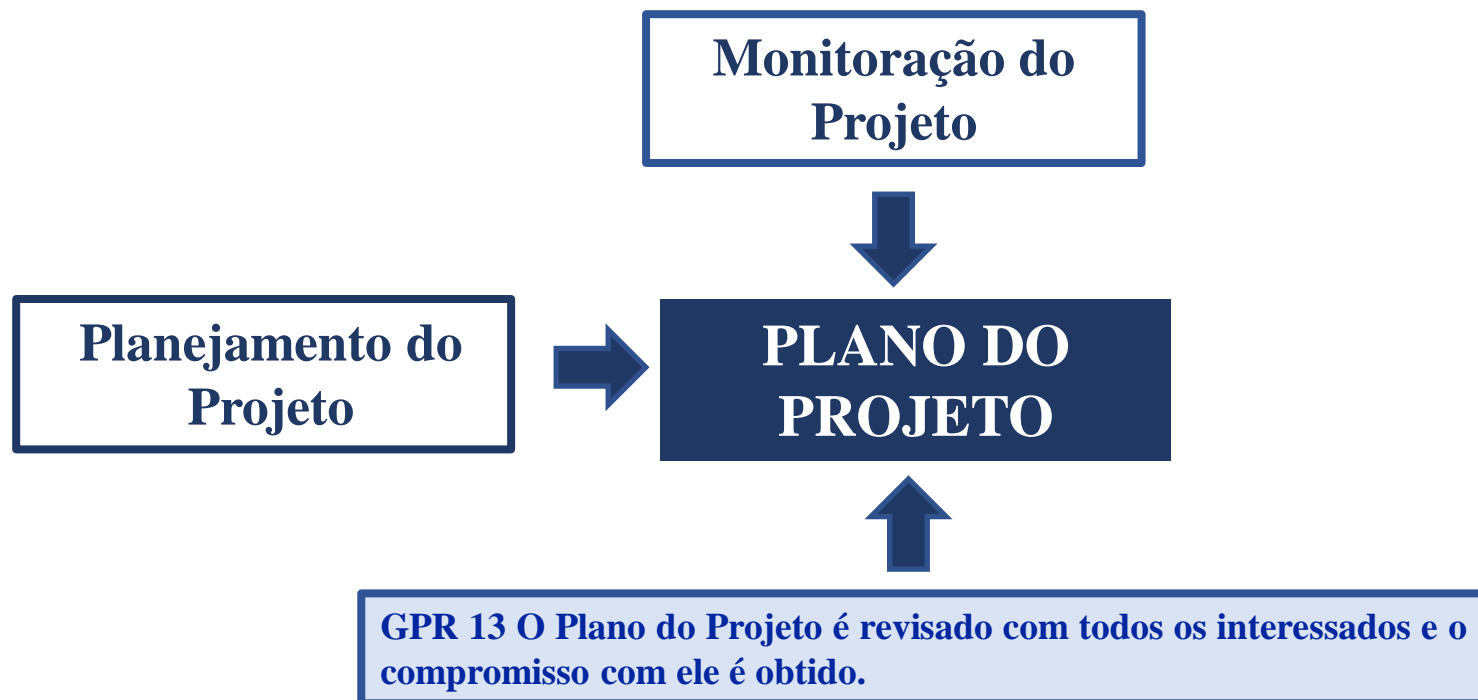 Monitoração do
Projeto
Planejamento do
Projeto
PLANO DO
PROJETO
GPR 13 O Plano do Projeto é revisado com todos os interessados e o
compromisso com ele é obtido.